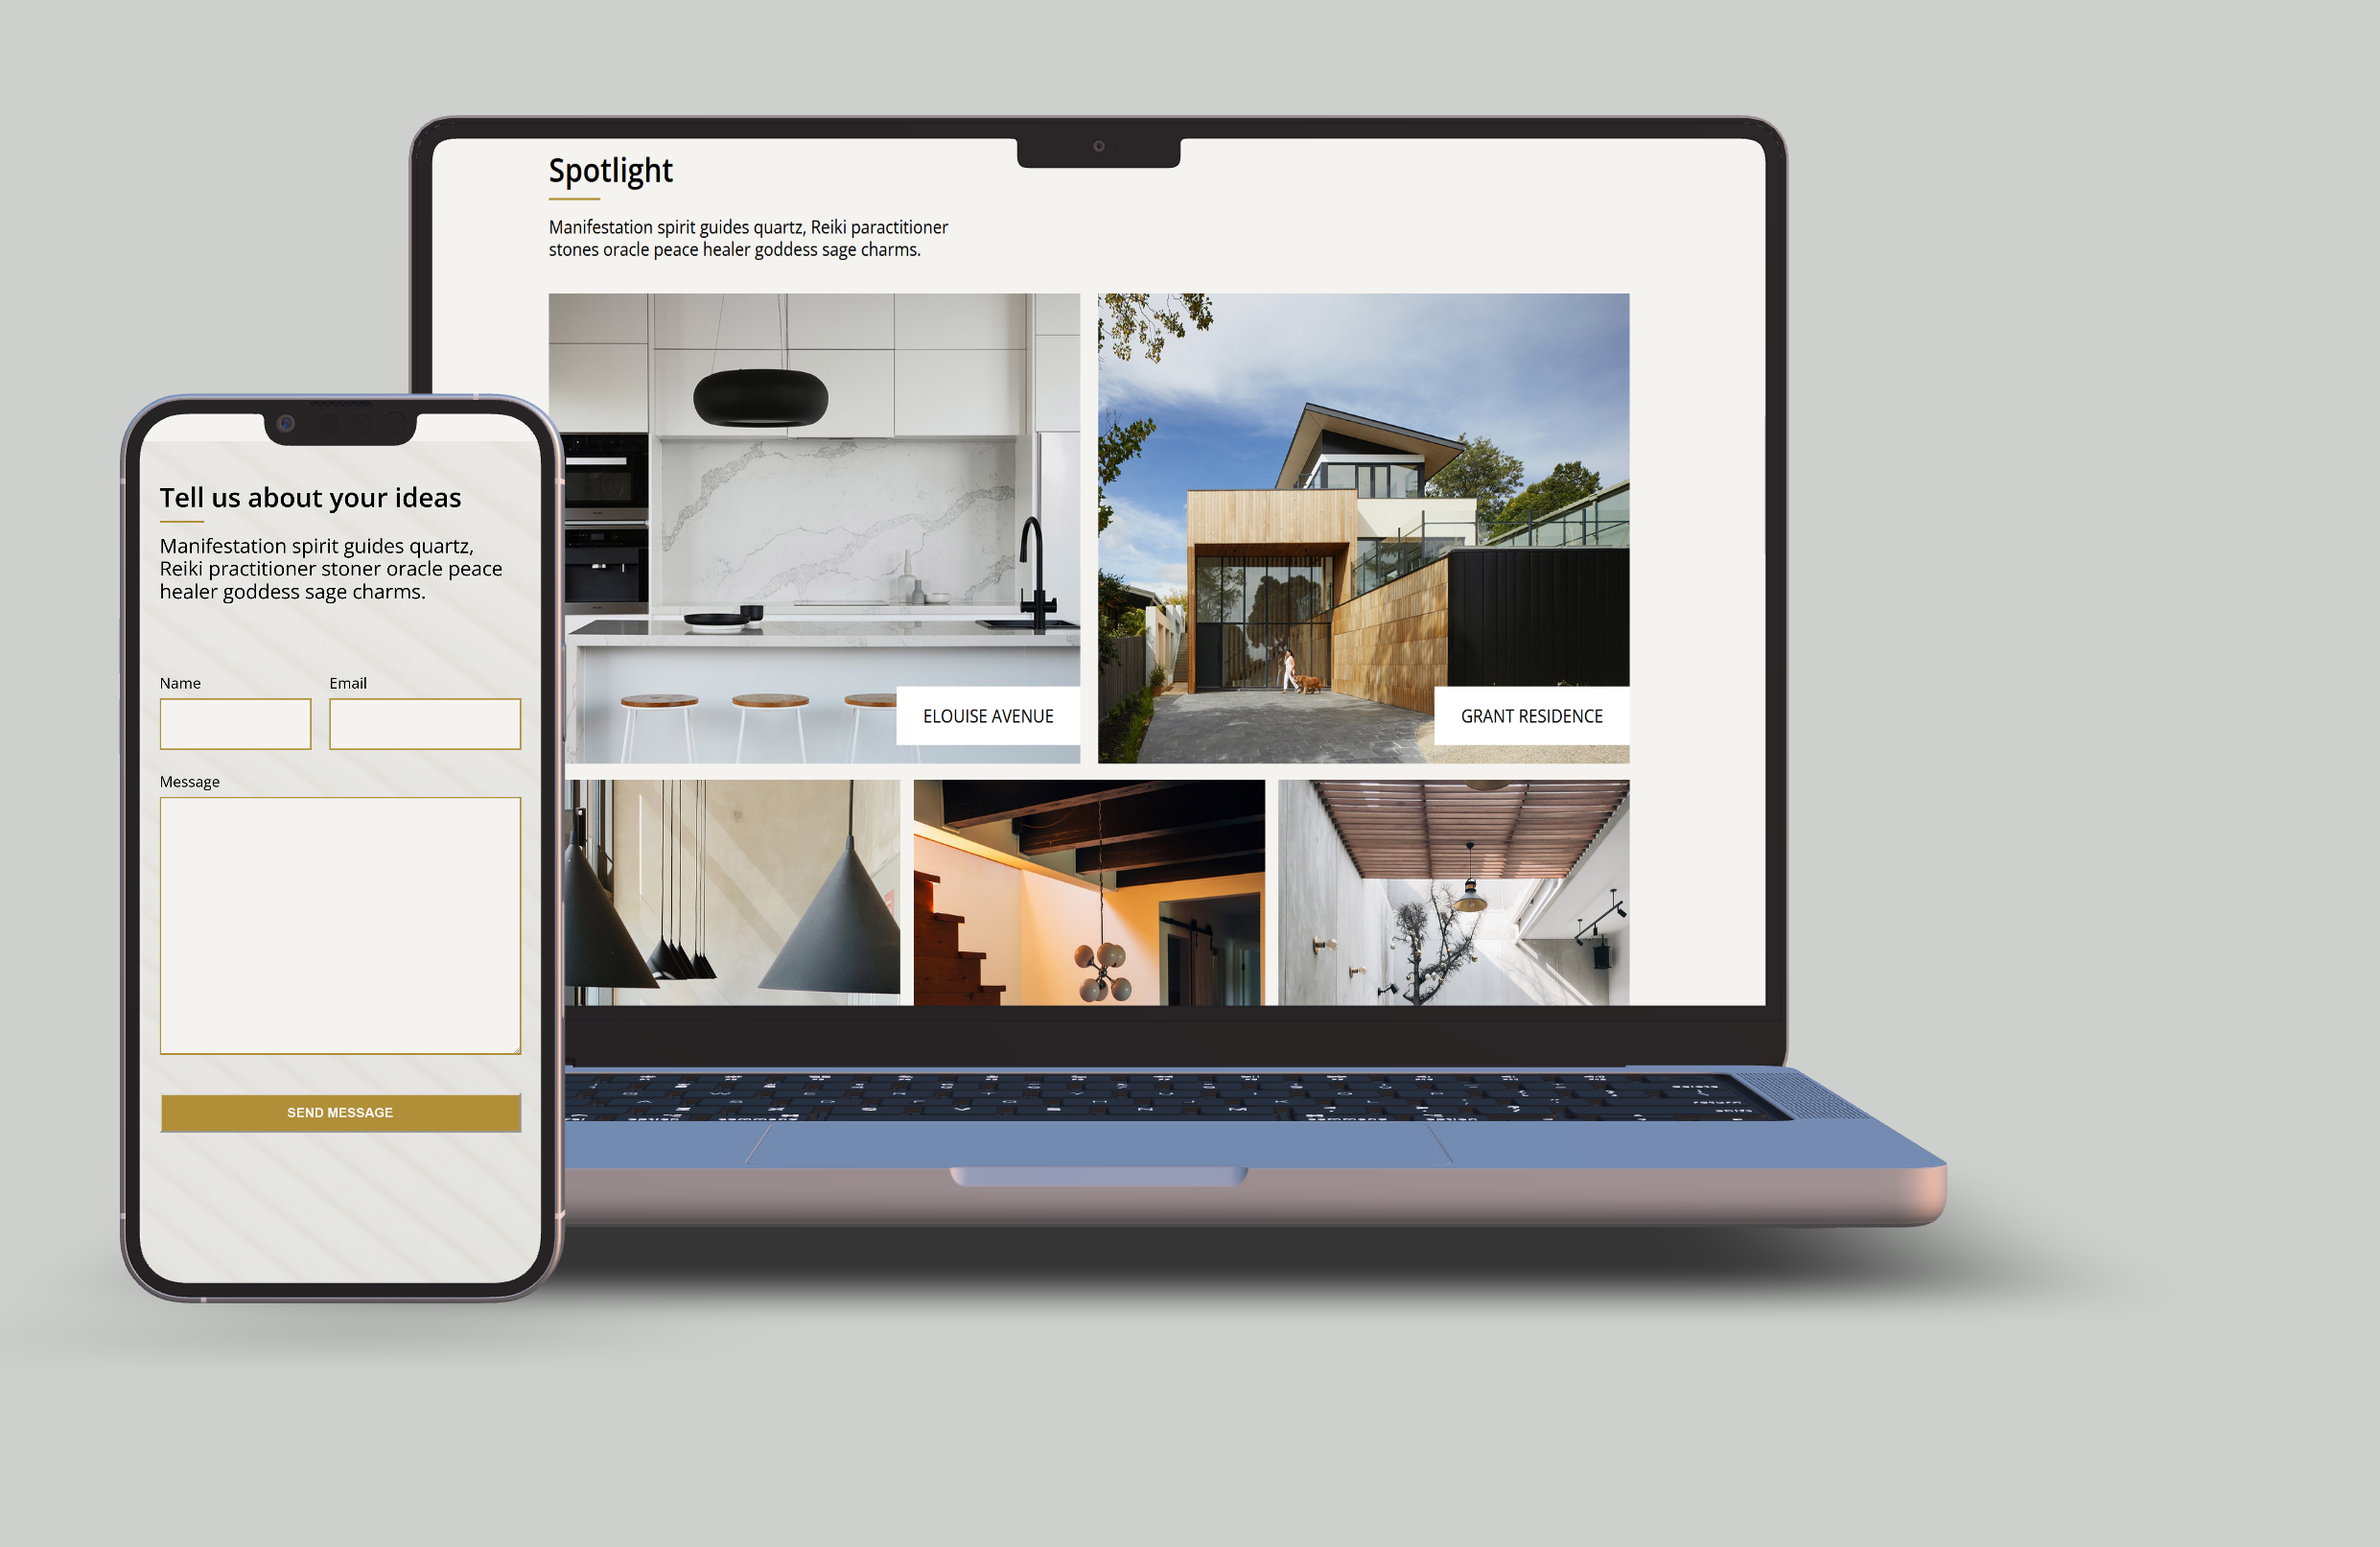 Spotlight
Manifestation spirit guides quartz, Reiki paractitioner
stones oracle peace healer goddess sage charms.
ELOUISE AVENUE
GRANT RESIDENCE
Tell us about your ideas
Manifestation spirit guides quartz,
Reiki practitioner stoner oracle peace
healer goddess sage charms.
Name
Email
Message
SEND MESSAGE